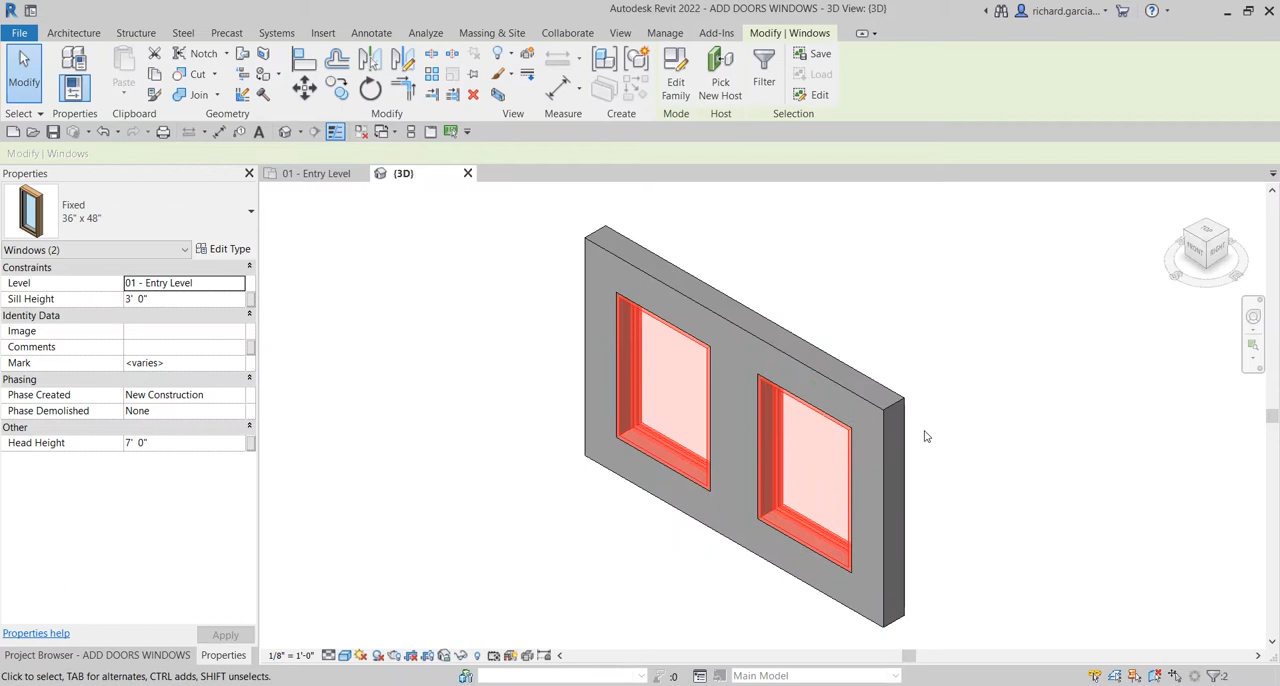 Autodesk Revit 2022 - ADD DOORS WINDOWS - 3D View: {3D}
richard.garcia...
File Architecture Structure Steel Precast Systems Insert Annotate Analyze Massing & Site Collaborate View Manage Add-Ins Modify | Windows
Modify
Paste
Notch
Cut
Join
Edit
Family
Pick
New Host
Filter
Save
Load
Edit
Select Properties Clipboard Geometry Modify View Measure Create Mode Host Selection
Modify | Windows
Properties
01 - Entry Level
{3D}
Fixed
36" x 48"
Windows (2)
Edit Type
Constraints
Level 01 - Entry Level
Sill Height 3' 0"
Identity Data
Image
Comments
Mark <varies>
Phasing
Phase Created New Construction
Phase Demolished None
Other
Head Height 7' 0"
TOP
FRONT RIGHT
Properties help
Apply
Project Browser - ADD DOORS WINDOWS Properties
1/8" = 1'-0"
Click to select, TAB for alternates, CTRL adds, SHIFT unselects.
:0
Main Model
:2